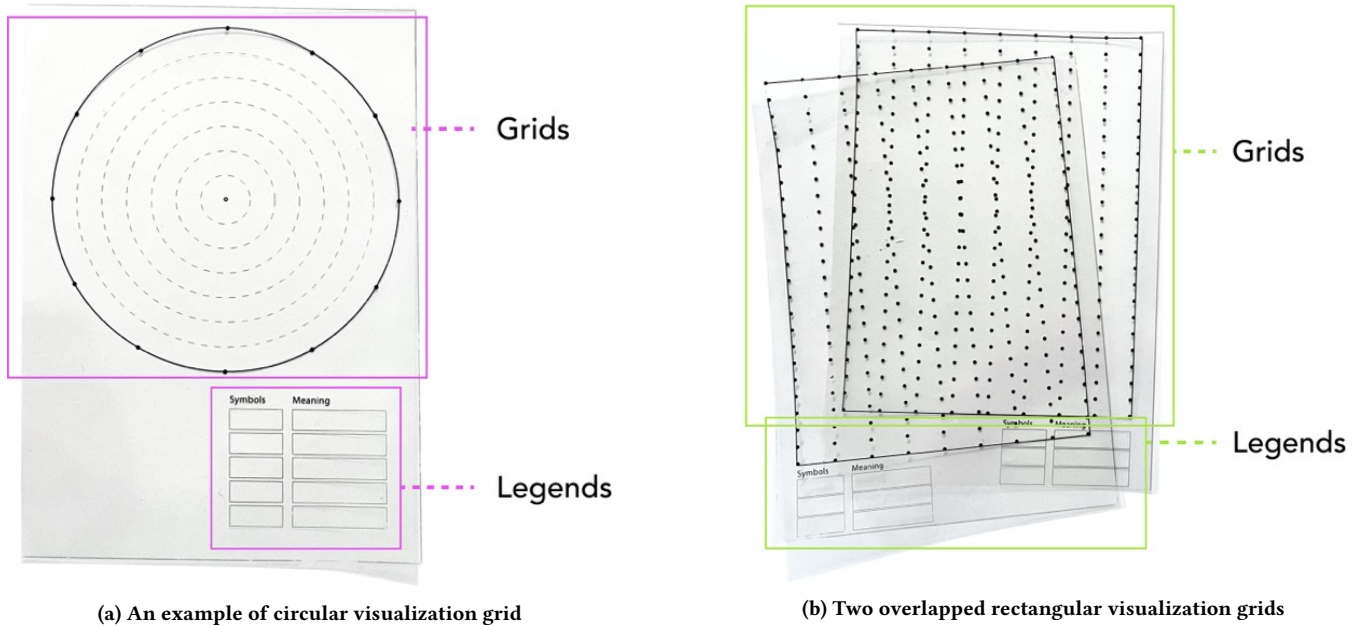 Grids
Symbols Meaning
Legends
(a) An example of circular visualization grid
Grids
Symbols Meaning
Legends
Symbols Meaning
(b) Two overlapped rectangular visualization grids